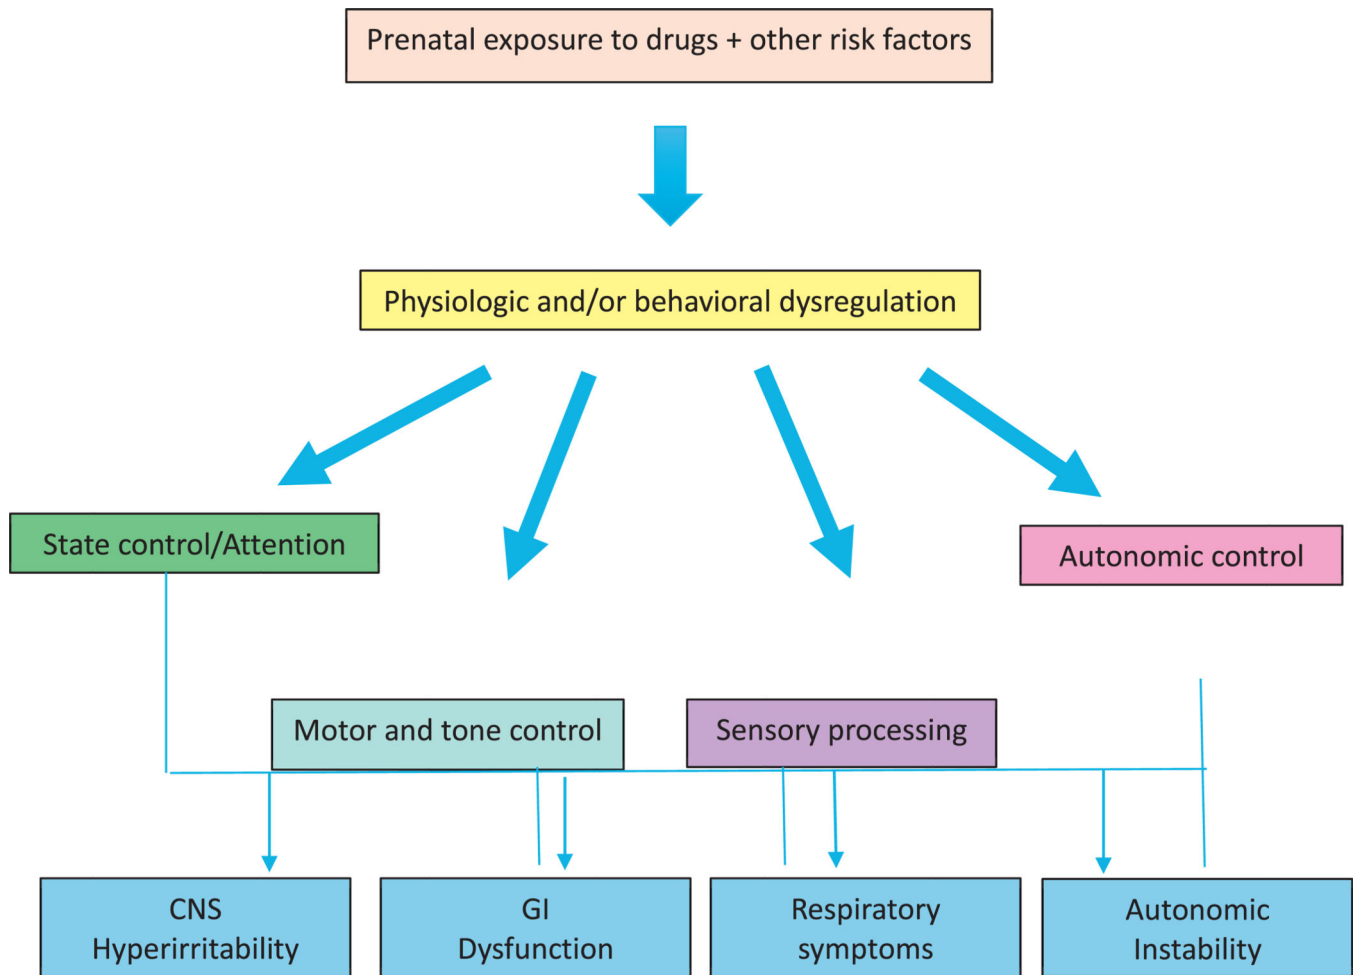 Prenatal exposure to drugs + other risk factors
Physiologic and/or behavioral dysregulation
State control/Attention
Autonomic control
Motor and tone control
Sensory processing
CNS
Hyperirritability
GI
Dysfunction
Respiratory
symptoms
Autonomic
Instability